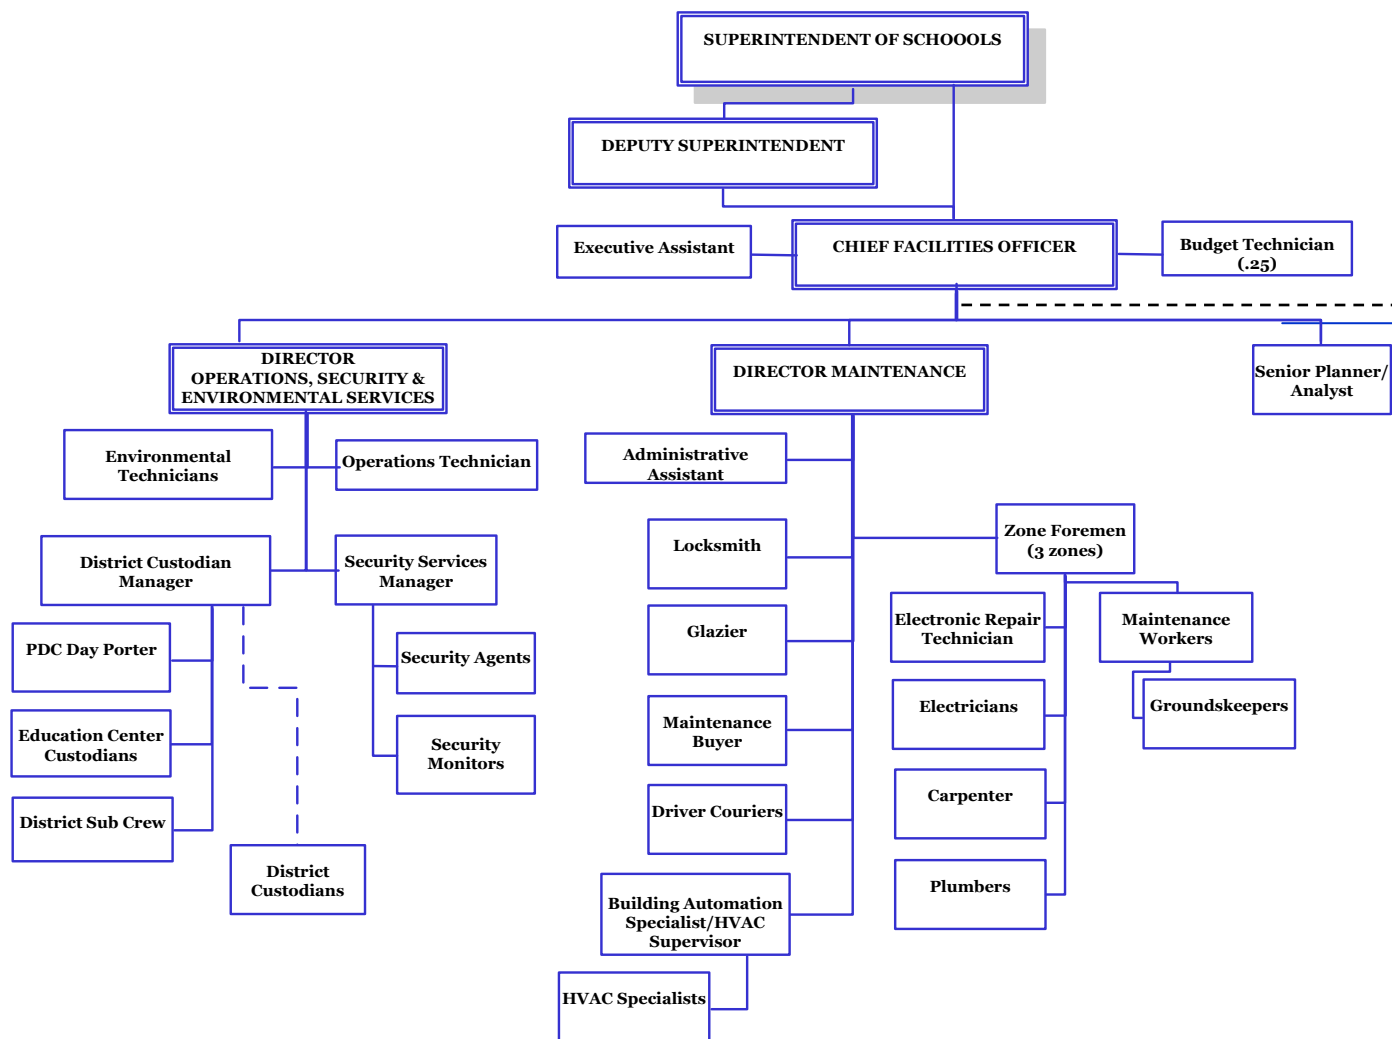 SUPERINTENDENT OF SCHOOOLS
DEPUTY SUPERINTENDENT
Executive Assistant
CHIEF FACILITIES OFFICER
Budget Technician
(.25)
DIRECTOR
OPERATIONS, SECURITY &
ENVIRONMENTAL SERVICES
DIRECTOR MAINTENANCE
Senior Planner/
Analyst
Environmental
Technicians
Operations Technician
District Custodian
Manager
Security Services
Manager
PDC Day Porter
Education Center
Custodians
District Sub Crew
District
Custodians
Security Agents
Security
Monitors
Administrative
Assistant
Locksmith
Glazier
Maintenance
Buyer
Driver Couriers
Building Automation
Specialist/HVAC
Supervisor
HVAC Specialists
Zone Foremen
(3 zones)
Electronic Repair
Technician
Electricians
Carpenter
Plumbers
Maintenance
Workers
Groundskeepers